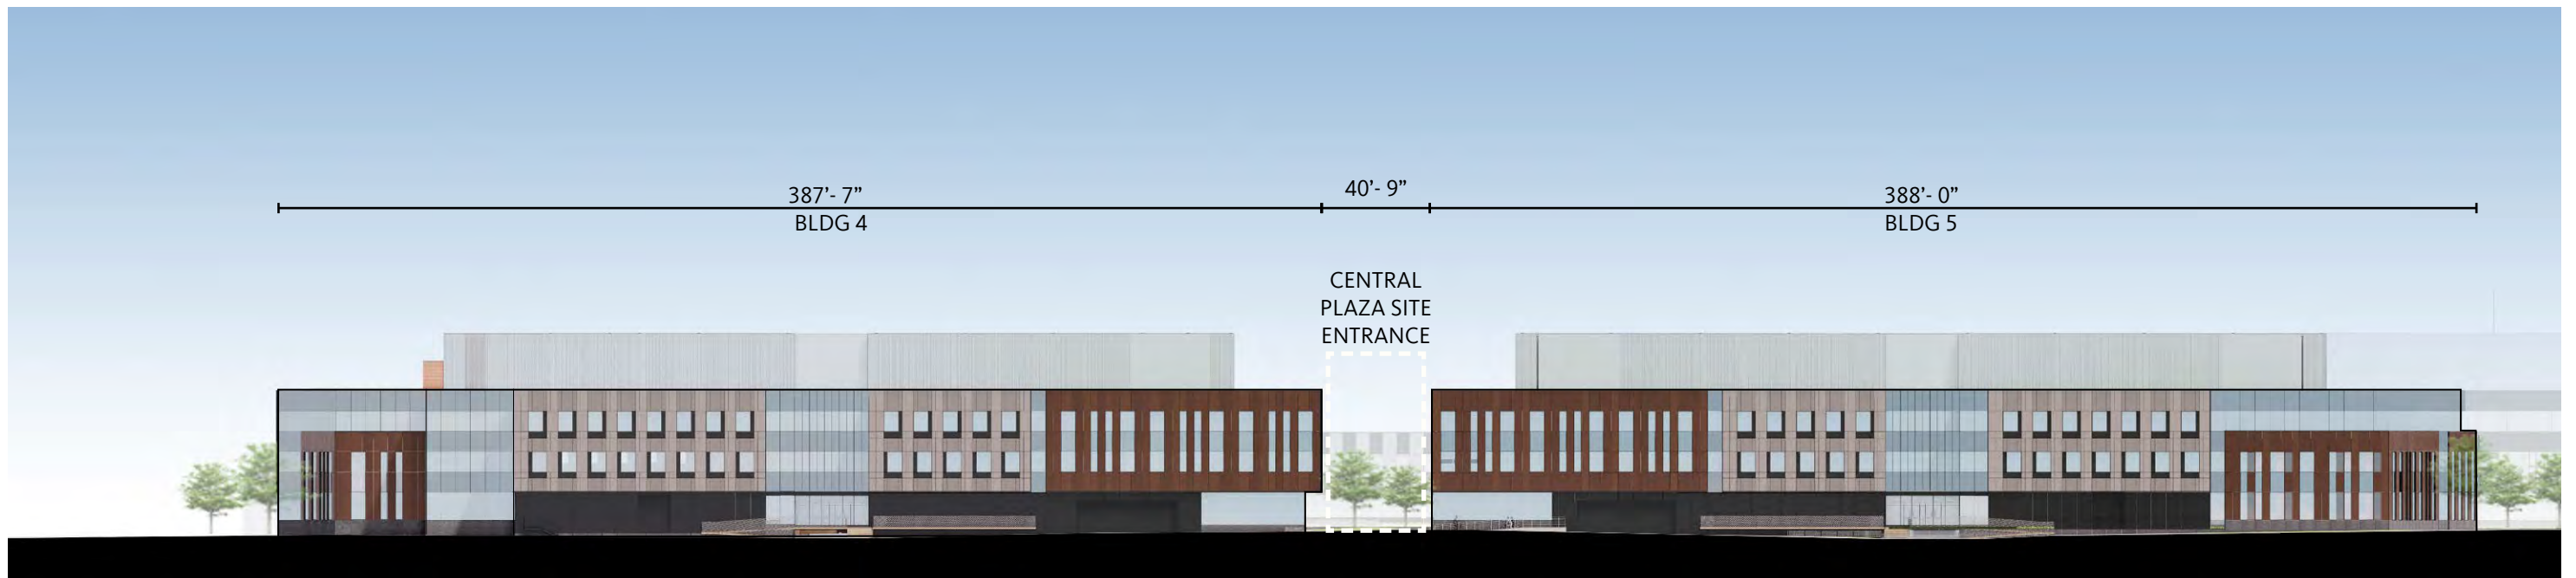 387’- 7”
BLDG 4
40’- 9”
388’- 0”
BLDG 5
CENTRAL
PLAZA SITE
ENTRANCE